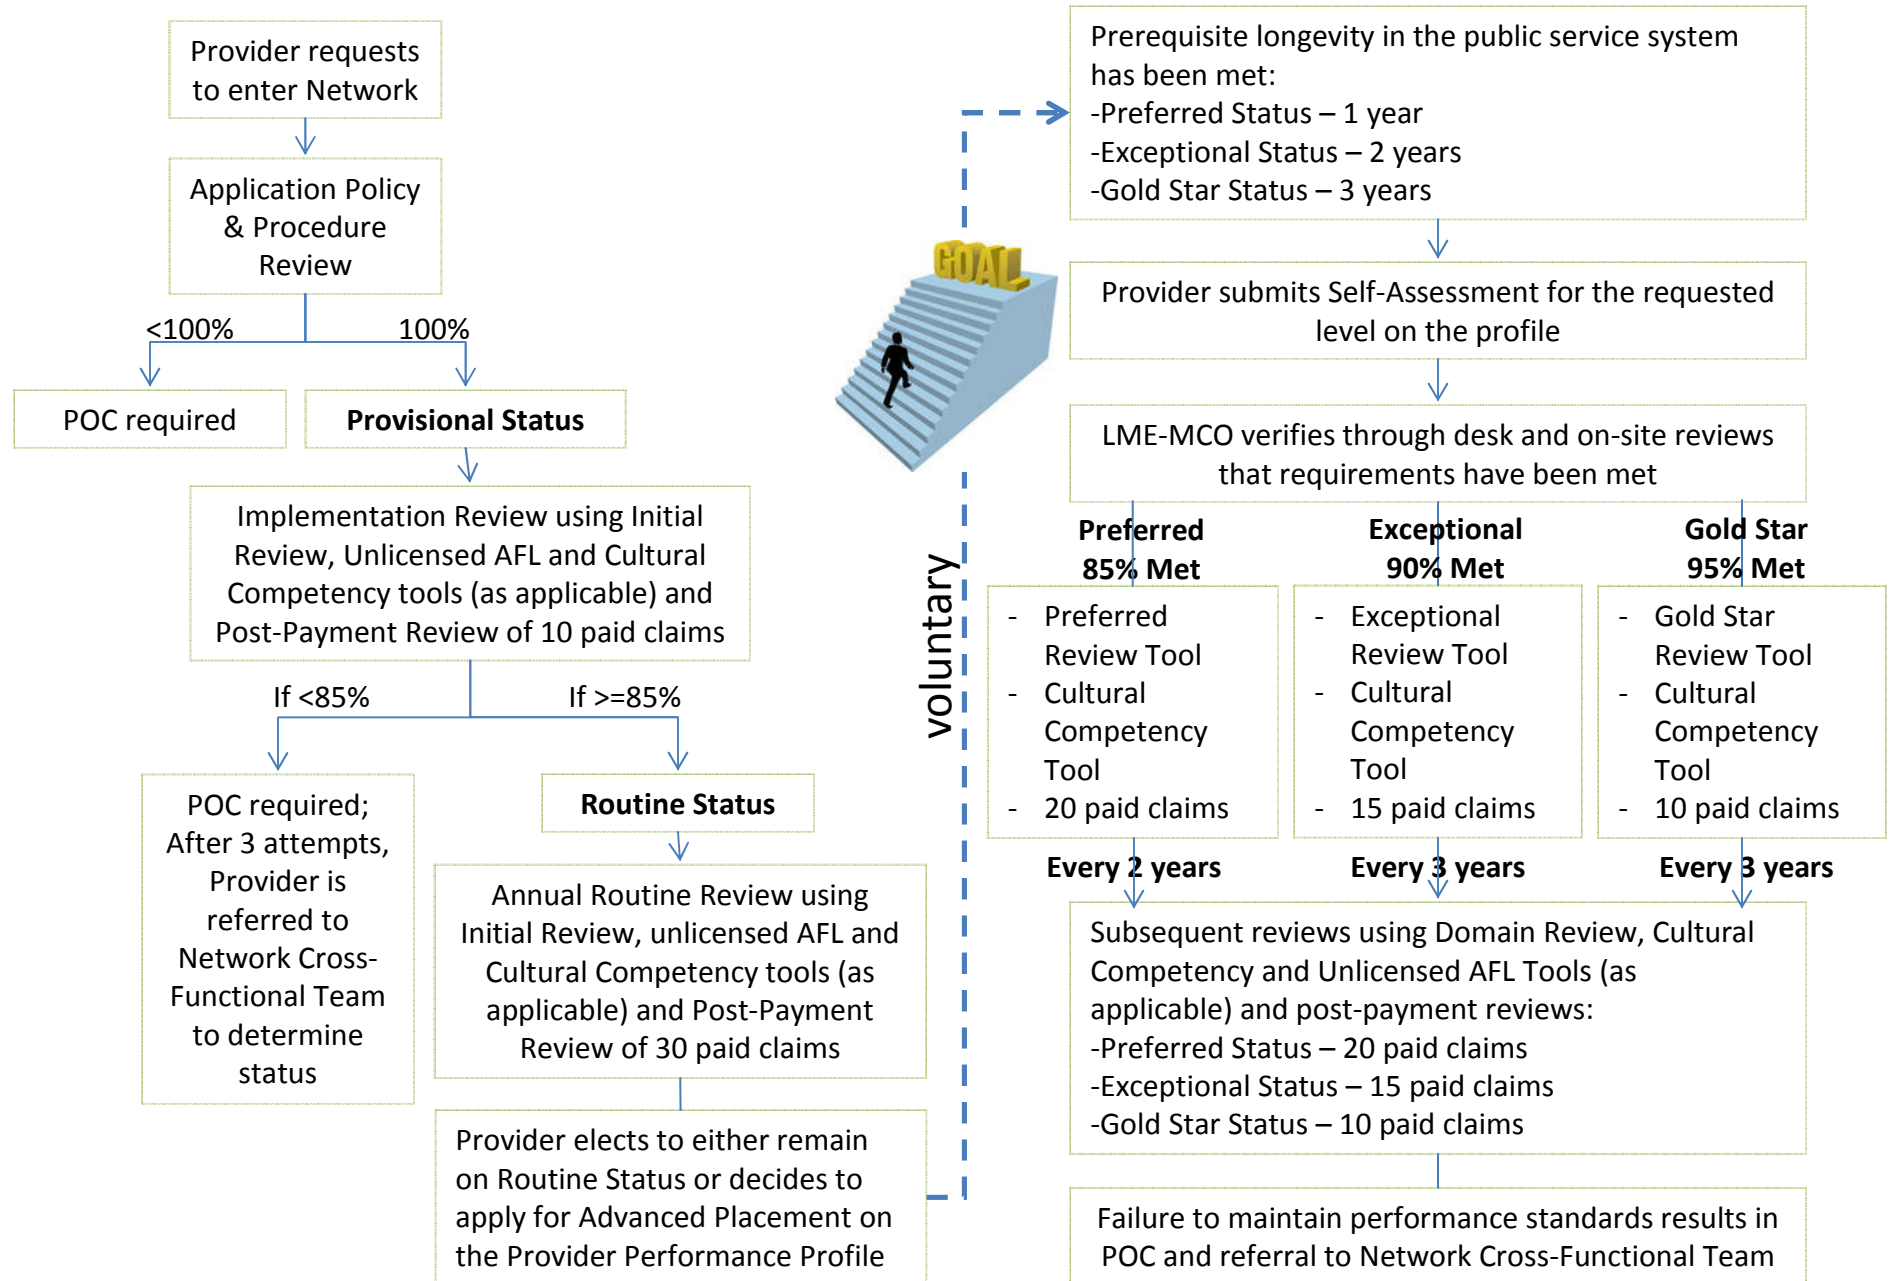 Provider requests
to enter Network
Application Policy
& Procedure
Review
<100%
100%
POC required
Provisional Status
Implementation Review using Initial
Review, Unlicensed AFL and Cultural
Competency tools (as applicable) and
Post-Payment Review of 10 paid claims
If <85%
If >=85%
POC required;
After 3 attempts,
Provider is
referred to
Network Cross-
Functional Team
to determine
status
Routine Status
Annual Routine Review using
Initial Review, unlicensed AFL and
Cultural Competency tools (as
applicable) and Post-Payment
Review of 30 paid claims
Provider elects to either remain
on Routine Status or decides to
apply for Advanced Placement on
the Provider Performance Profile
voluntary
GOAL
Prerequisite longevity in the public service system
has been met:
-Preferred Status – 1 year
-Exceptional Status – 2 years
-Gold Star Status – 3 years
Provider submits Self-Assessment for the requested
level on the profile
LME-MCO verifies through desk and on-site reviews
that requirements have been met
Preferred
85% Met
- Preferred
Review Tool
- Cultural
Competency
Tool
- 20 paid claims
Every 2 years
Exceptional
90% Met
- Exceptional
Review Tool
- Cultural
Competency
Tool
- 15 paid claims
Every 3 years
Gold Star
95% Met
- Gold Star
Review Tool
- Cultural
Competency
Tool
- 10 paid claims
Every 3 years
Subsequent reviews using Domain Review, Cultural
Competency and Unlicensed AFL Tools (as
applicable) and post-payment reviews:
-Preferred Status – 20 paid claims
-Exceptional Status – 15 paid claims
-Gold Star Status – 10 paid claims
Failure to maintain performance standards results in
POC and referral to Network Cross-Functional Team